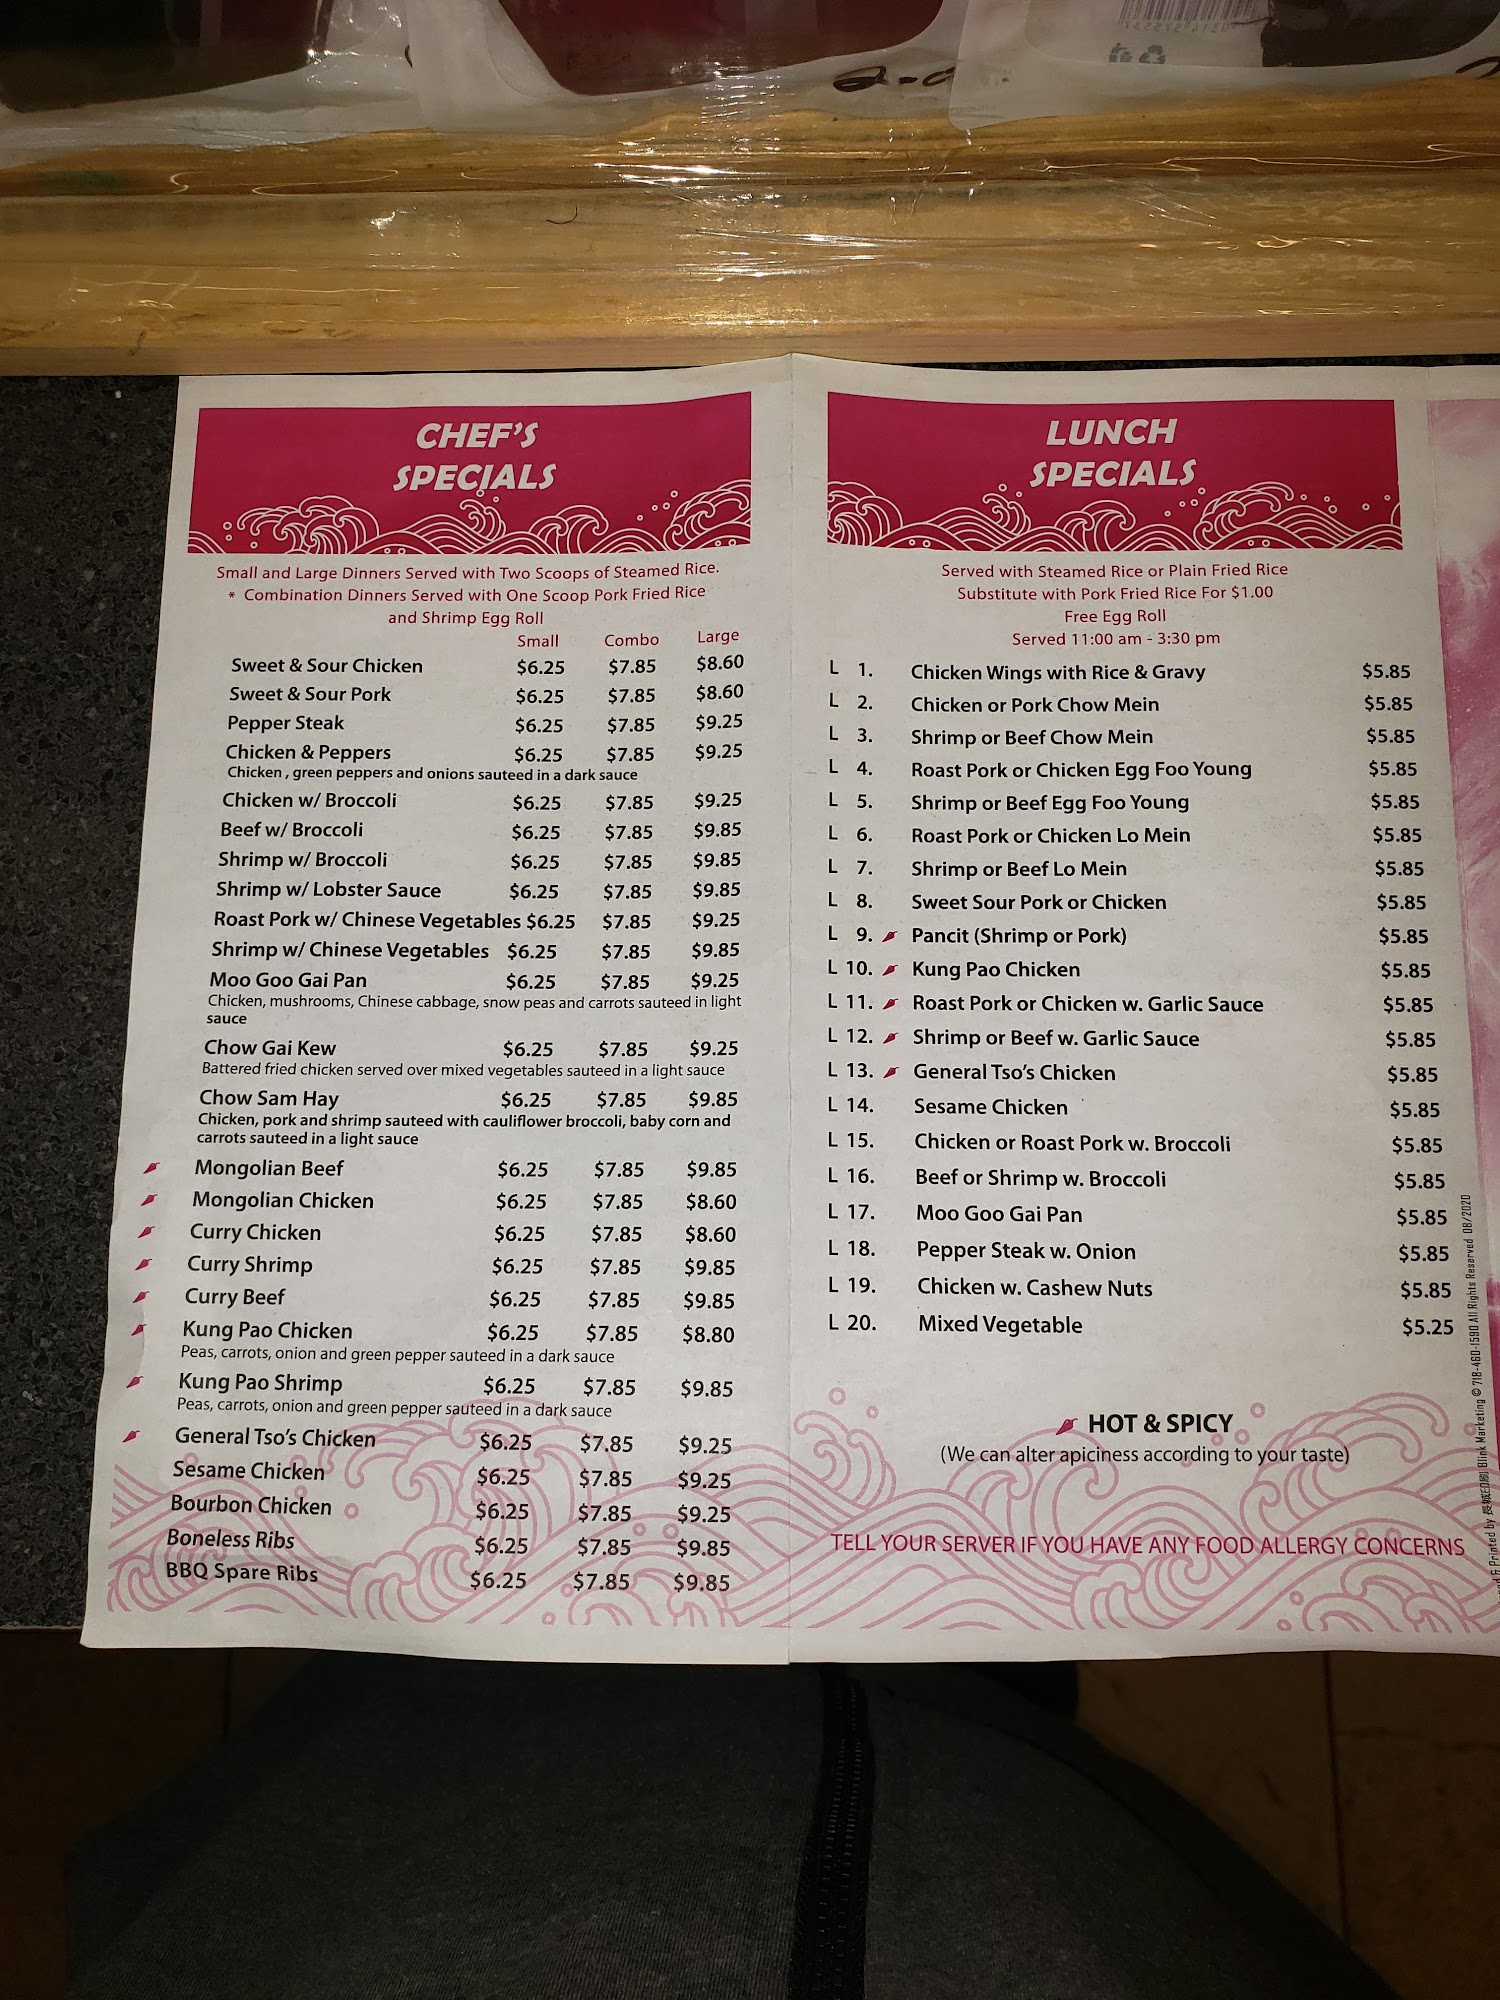 CHEF'S
SPECIALS
Small and Large Dinners Served with Two Scoops of Steamed Rice.
* Combination Dinners Served with One Scoop Pork Fried Rice
and Shrimp Egg Roll
Small Combo Large
Sweet & Sour Chicken $6.25 $7.85 $8.60
Sweet & Sour Pork $6.25 $7.85 $8.60
Pepper Steak $6.25 $7.85 $9.25
Chicken & Peppers $6.25 $7.85 $9.25
Chicken , green peppers and onions sauteed in a dark sauce
Chicken w/ Broccoli $6.25 $7.85 $9.25
Beef w/ Broccoli $6.25 $7.85 $9.85
Shrimp w/ Broccoli $6.25 $7.85 $9.85
Shrimp w/ Lobster Sauce $6.25 $7.85 $9.85
Roast Pork w/ Chinese Vegetables $6.25 $7.85 $9.25
Shrimp w/ Chinese Vegetables $6.25 $7.85 $9.85
Moo Goo Gai Pan $6.25 $7.85 $9.25
Chicken, mushrooms, Chinese cabbage, snow peas and carrots sauteed in light
sauce
Chow Gai Kew $6.25 $7.85 $9.25
Battered fried chicken served over mixed vegetables sauteed in a light sauce
Chow Sam Hay $6.25 $7.85 $9.85
Chicken, pork and shrimp sauteed with cauliflower broccoli, baby corn and
carrots sauteed in a light sauce
Mongolian Beef $6.25 $7.85 $9.85
Mongolian Chicken $6.25 $7.85 $8.60
Curry Chicken $6.25 $7.85 $8.60
Curry Shrimp $6.25 $7.85 $9.85
Curry Beef $6.25 $7.85 $9.85
Kung Pao Chicken $6.25 $7.85 $8.80
Peas, carrots, onion and green pepper sauteed in a dark sauce
Kung Pao Shrimp $6.25 $7.85 $9.85
Peas, carrots, onion and green pepper sauteed in a dark sauce
General Tso's Chicken $6.25 $7.85 $9.25
Sesame Chicken $6.25 $7.85 $9.25
Bourbon Chicken $6.25 $7.85 $9.25
Boneless Ribs $6.25 $7.85 $9.85
BBQ Spare Ribs $6.25 $7.85 $9.85
LUNCH
SPECIALS
Served with Steamed Rice or Plain Fried Rice
Substitute with Pork Fried Rice For $1.00
Free Egg Roll
Served 11:00 am - 3:30 pm
L 1. Chicken Wings with Rice & Gravy $5.85
L 2. Chicken or Pork Chow Mein $5.85
L 3. Shrimp or Beef Chow Mein $5.85
L 4. Roast Pork or Chicken Egg Foo Young $5.85
L 5. Shrimp or Beef Egg Foo Young $5.85
L 6. Roast Pork or Chicken Lo Mein $5.85
L 7. Shrimp or Beef Lo Mein $5.85
L 8. Sweet Sour Pork or Chicken $5.85
L 9. Pancit (Shrimp or Pork) $5.85
L 10. Kung Pao Chicken $5.85
L 11. Roast Pork or Chicken w. Garlic Sauce $5.85
L 12. Shrimp or Beef w. Garlic Sauce $5.85
L 13. General Tso's Chicken $5.85
L 14. Sesame Chicken $5.85
L 15. Chicken or Roast Pork w. Broccoli $5.85
L 16. Beef or Shrimp w. Broccoli $5.85
L 17. Moo Goo Gai Pan $5.85
L 18. Pepper Steak w. Onion $5.85
L 19. Chicken w. Cashew Nuts $5.85
L 20. Mixed Vegetable $5.25
HOT & SPICY
(We can alter apiciness according to your taste)
TELL YOUR SERVER IF YOU HAVE ANY FOOD ALLERGY CONCERNS
& Printed by 長城印刷 Blink Marketing © 718-460-1590 All Rights Reserved 08/2020